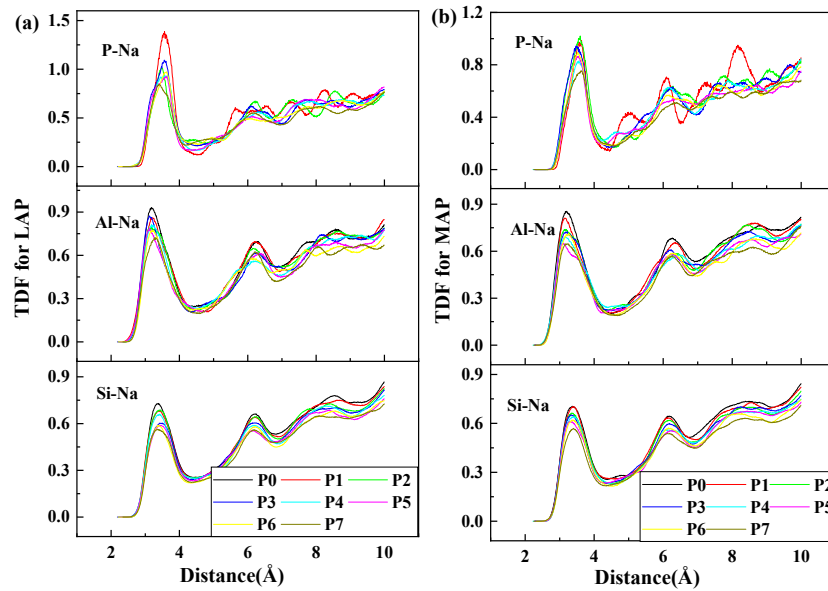 (a)
TDF for LAP
P-Na
1.5
1.0
0.5
0.0
Al-Na
0.9
0.6
0.3
0.0
Si-Na
0.9
0.6
0.3
0.0
P0 P1 P2
P3 P4 P5
P6 P7
2 4 6 8 10
Distance(Å)
(b)
TDF for MAP
P-Na
1.2
0.8
0.4
0.0
Al-Na
0.9
0.6
0.3
0.0
Si-Na
0.9
0.6
0.3
0.0
P0 P1 P2
P3 P4 P5
P6 P7
2 4 6 8 10
Distance(Å)